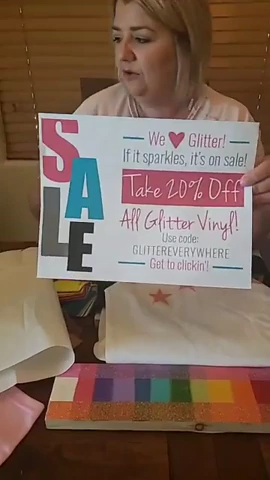 SALE
We ♥ Glitter!
If it sparkles, it's on sale!
Take 20% Off
All Glitter Vinyl!
Use code:
GLITTEREVERYWHERE
Get to clickin'!